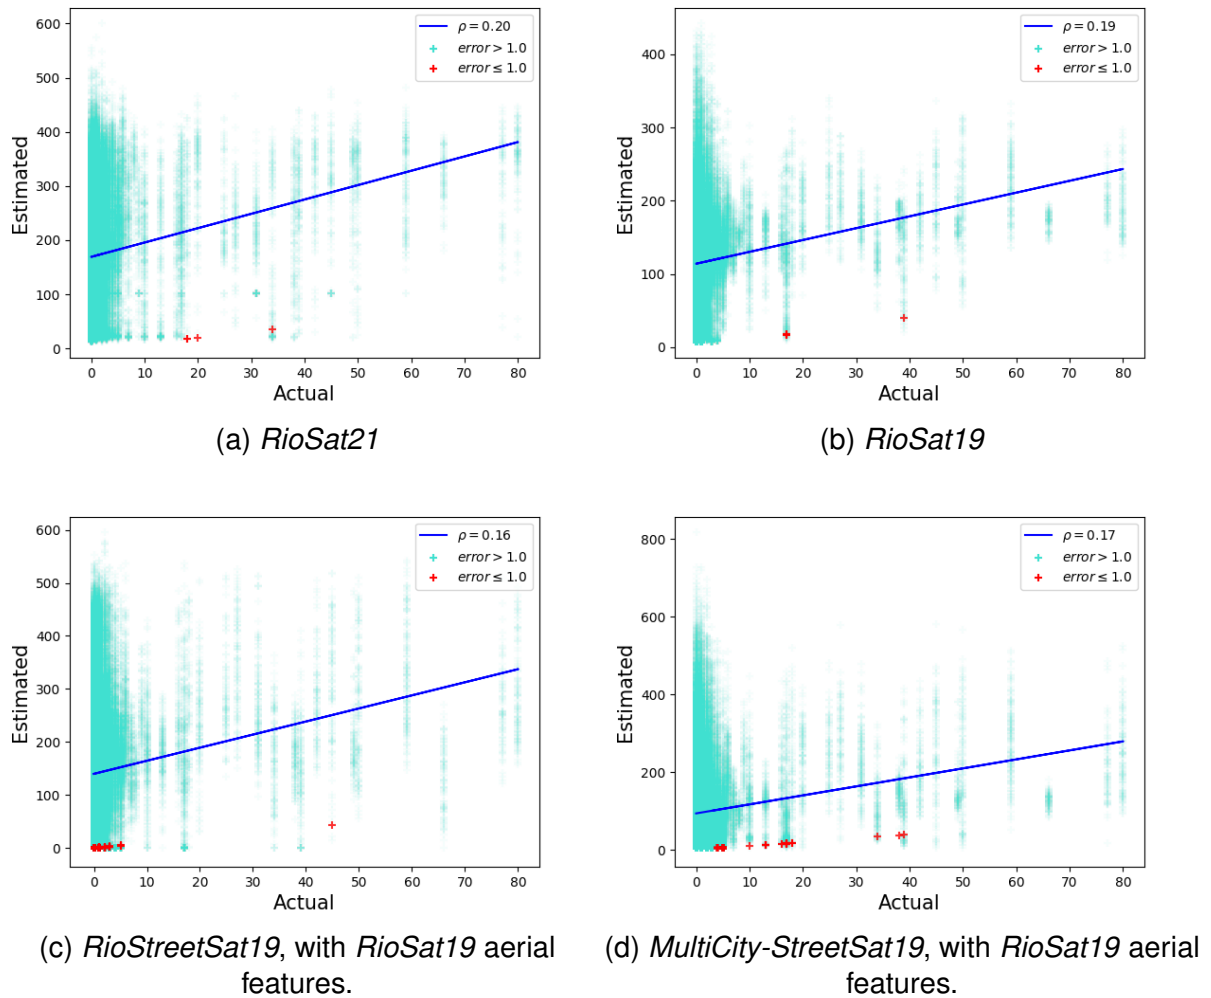 600
500
400
300
200
100
0
Estimated
ρ = 0.20
error > 1.0
error ≤ 1.0
0 10 20 30 40 50 60 70 80
Actual
(a) RioSat21
400
300
200
100
0
Estimated
ρ = 0.19
error > 1.0
error ≤ 1.0
0 10 20 30 40 50 60 70 80
Actual
(b) RioSat19
600
500
400
300
200
100
0
Estimated
ρ = 0.16
error > 1.0
error ≤ 1.0
0 10 20 30 40 50 60 70 80
Actual
(c) RioStreetSat19, with RioSat19 aerial
features.
800
600
400
200
0
Estimated
ρ = 0.17
error > 1.0
error ≤ 1.0
0 10 20 30 40 50 60 70 80
Actual
(d) MultiCity-StreetSat19, with RioSat19 aerial
features.